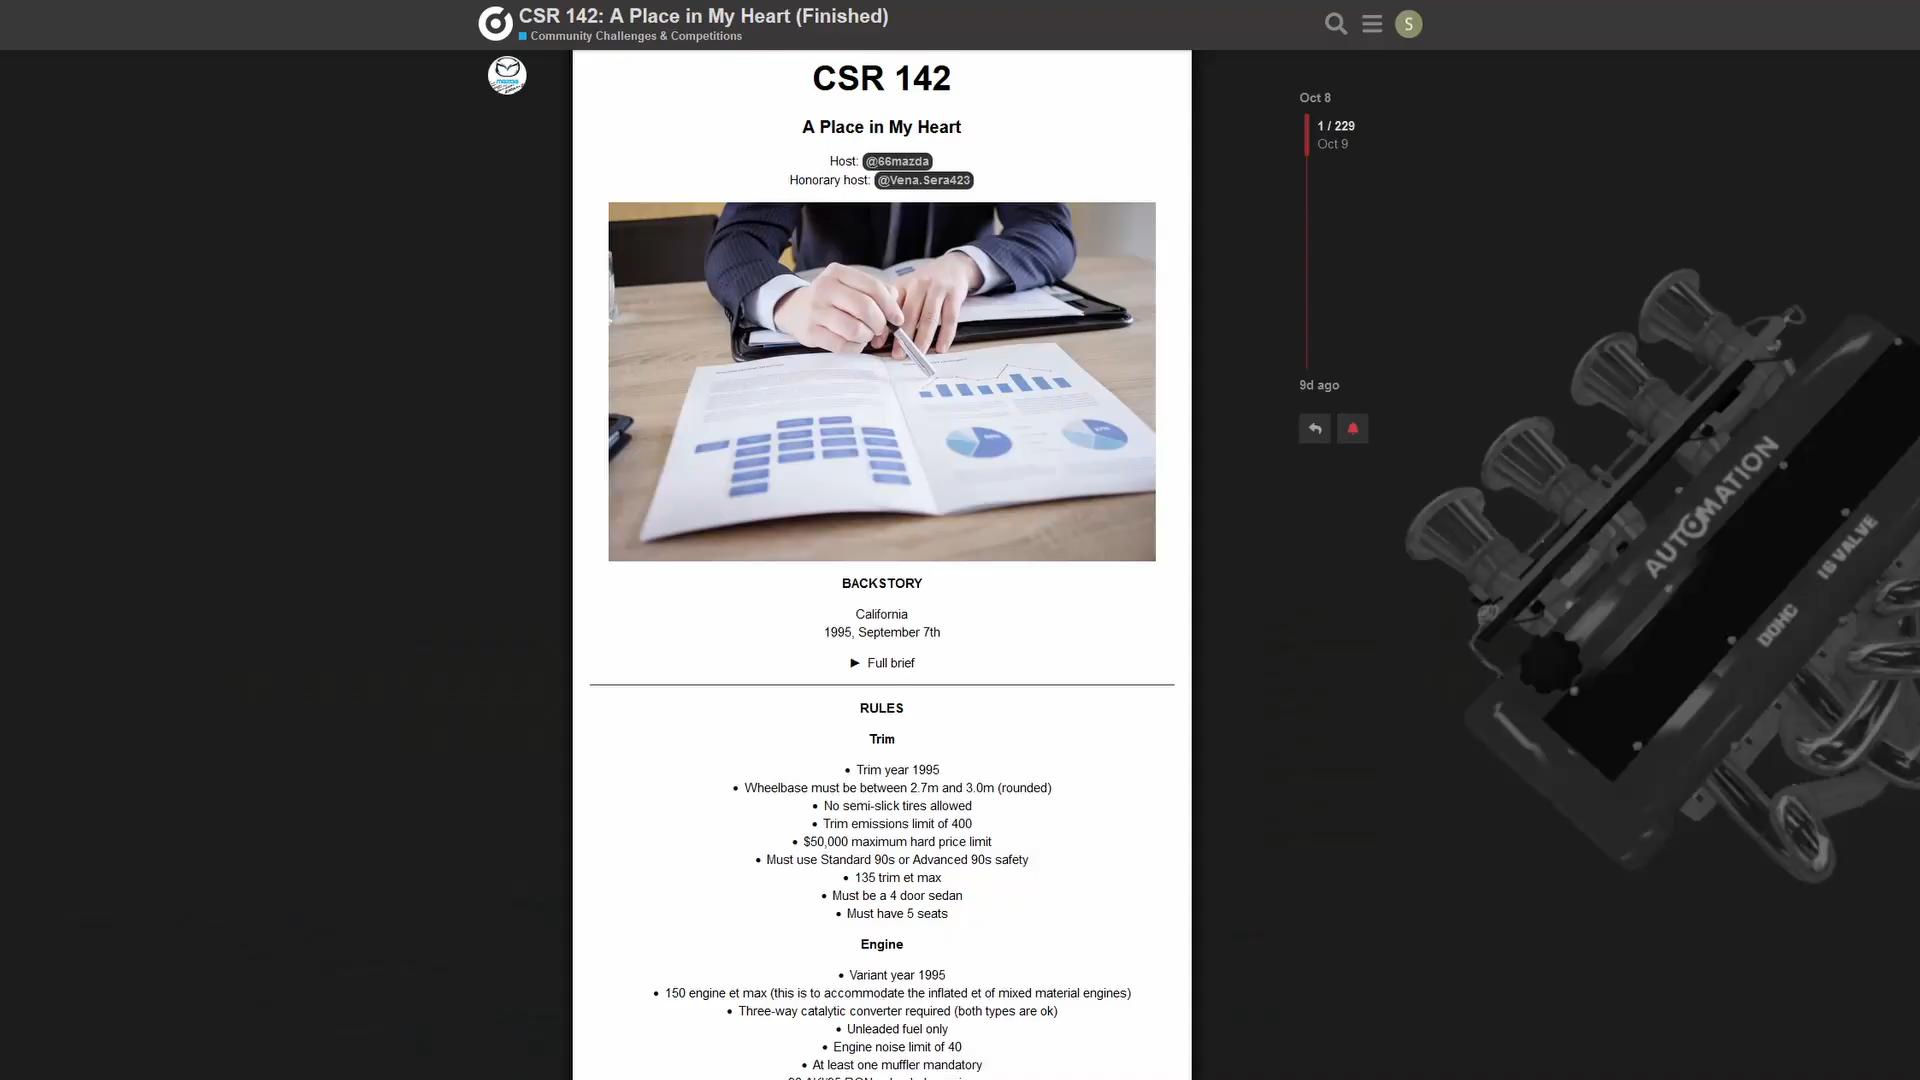 CSR 142: A Place in My Heart (Finished)
Community Challenges & Competitions
S
CSR 142
A Place in My Heart
Host: @66mazda
Honorary host: @Vena.Sera423
Oct 8
1 / 229
Oct 9
9d ago
BACKSTORY
California
1995, September 7th
► Full brief
RULES
Trim
• Trim year 1995
• Wheelbase must be between 2.7m and 3.0m (rounded)
• No semi-slick tires allowed
• Trim emissions limit of 400
• $50,000 maximum hard price limit
• Must use Standard 90s or Advanced 90s safety
• 135 trim et max
• Must be a 4 door sedan
• Must have 5 seats
Engine
• Variant year 1995
• 150 engine et max (this is to accommodate the inflated et of mixed material engines)
• Three-way catalytic converter required (both types are ok)
• Unleaded fuel only
• Engine noise limit of 40
• At least one muffler mandatory
AUTOMATION
16 VALVE
DOHC